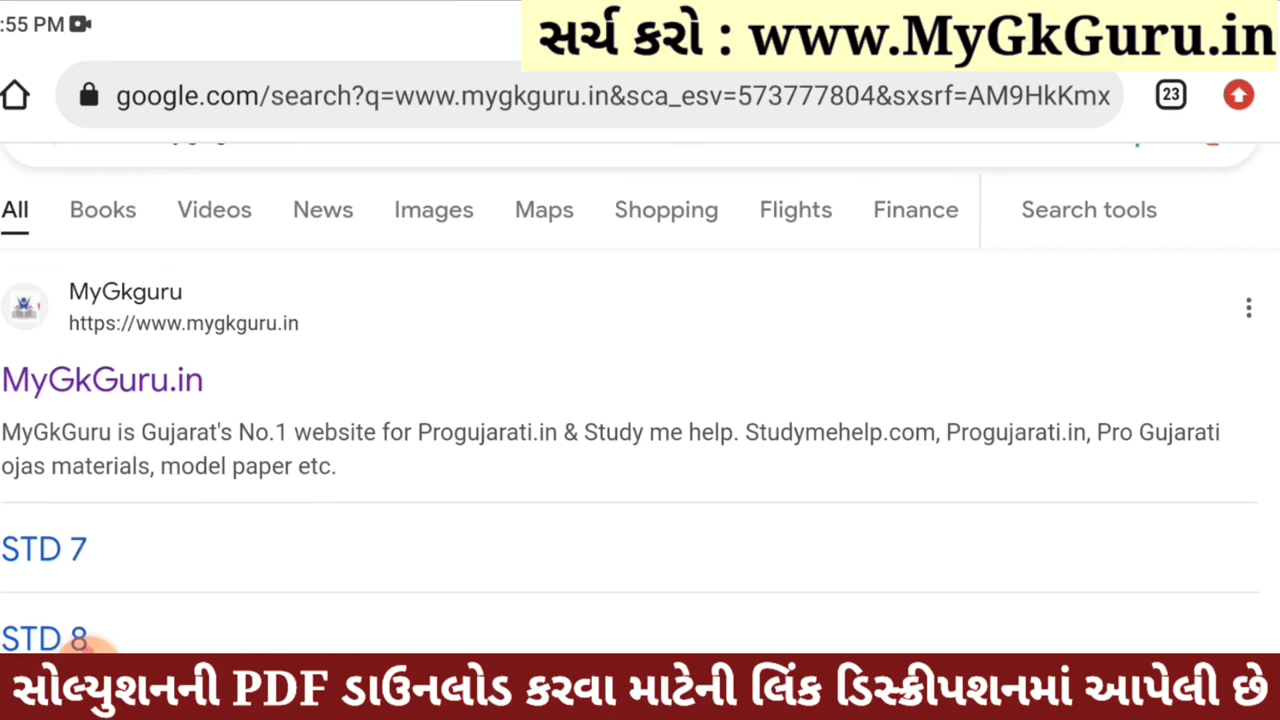 :55 PM
સર્ચ કરો : www.MyGkGuru.in
google.com/search?q=www.mygkguru.in&sca_esv=573777804&sxsrf=AM9HkKmx
23
All Books Videos News Images Maps Shopping Flights Finance Search tools
MyGkguru
https://www.mygkguru.in
MyGkGuru.in
MyGkGuru is Gujarat's No.1 website for Progujarati.in & Study me help. Studymehelp.com, Progujarati.in, Pro Gujarati
ojas materials, model paper etc.
STD 7
STD 8
સોલ્યુશનની PDF ડાઉનલોડ કરવા માટેની લિંક ડિસ્ક્રીપશનમાં આપેલી છે